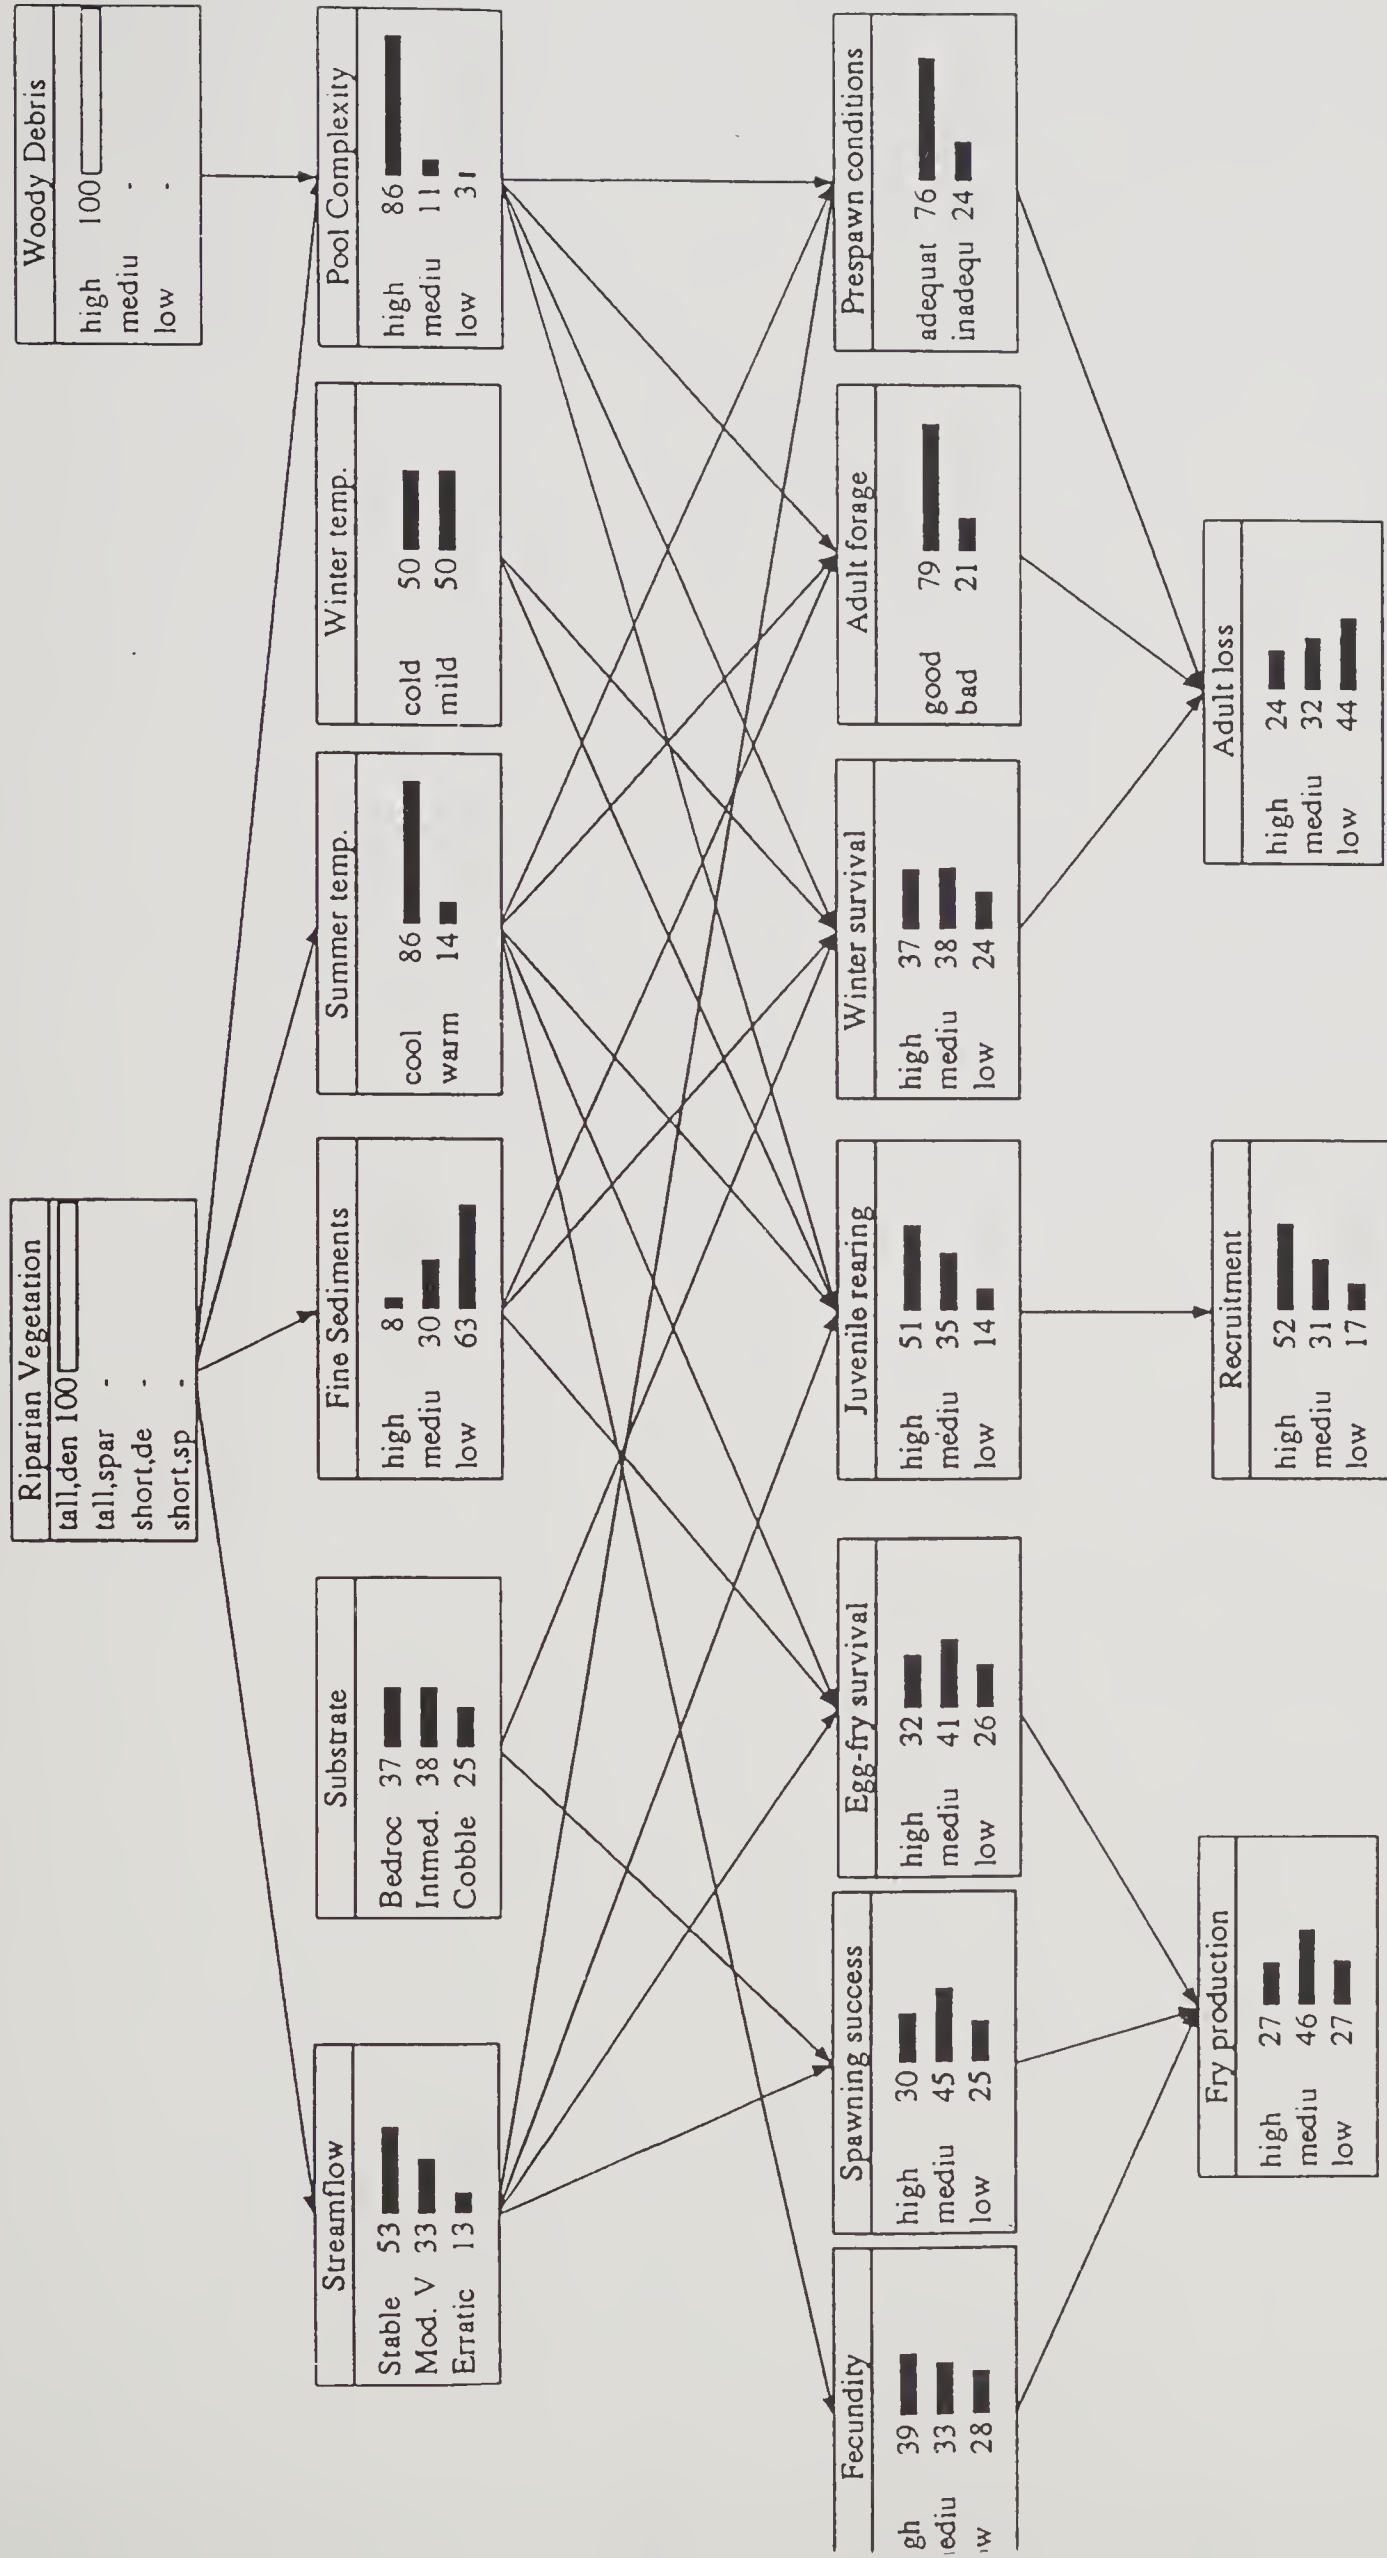 Riparian Vegetation
tall,den 100
tall,spar -
short,de -
short,sp -
Woody Debris
high 100
mediu -
low -
Streamflow
Stable 53
Mod. V 33
Erratic 13
Substrate
Bedroc 37
Intmed. 38
Cobble 25
Fine Sediments
high 8
mediu 30
low 63
Summer temp.
cool 86
warm 14
Winter temp.
cold 50
mild 50
Pool Complexity
high 86
mediu 11
low 3
Fecundity
gh 39
ediu 33
w 28
Spawning success
high 30
mediu 45
low 25
Egg-fry survival
high 32
mediu 41
low 26
Juvenile rearing
high 51
mediu 35
low 14
Winter survival
high 37
mediu 38
low 24
Adult forage
good 79
bad 21
Prespawn conditions
adequat 76
inadequ 24
Fry production
high 27
mediu 46
low 27
Recruitment
high 52
mediu 31
low 17
Adult loss
high 24
mediu 32
low 44